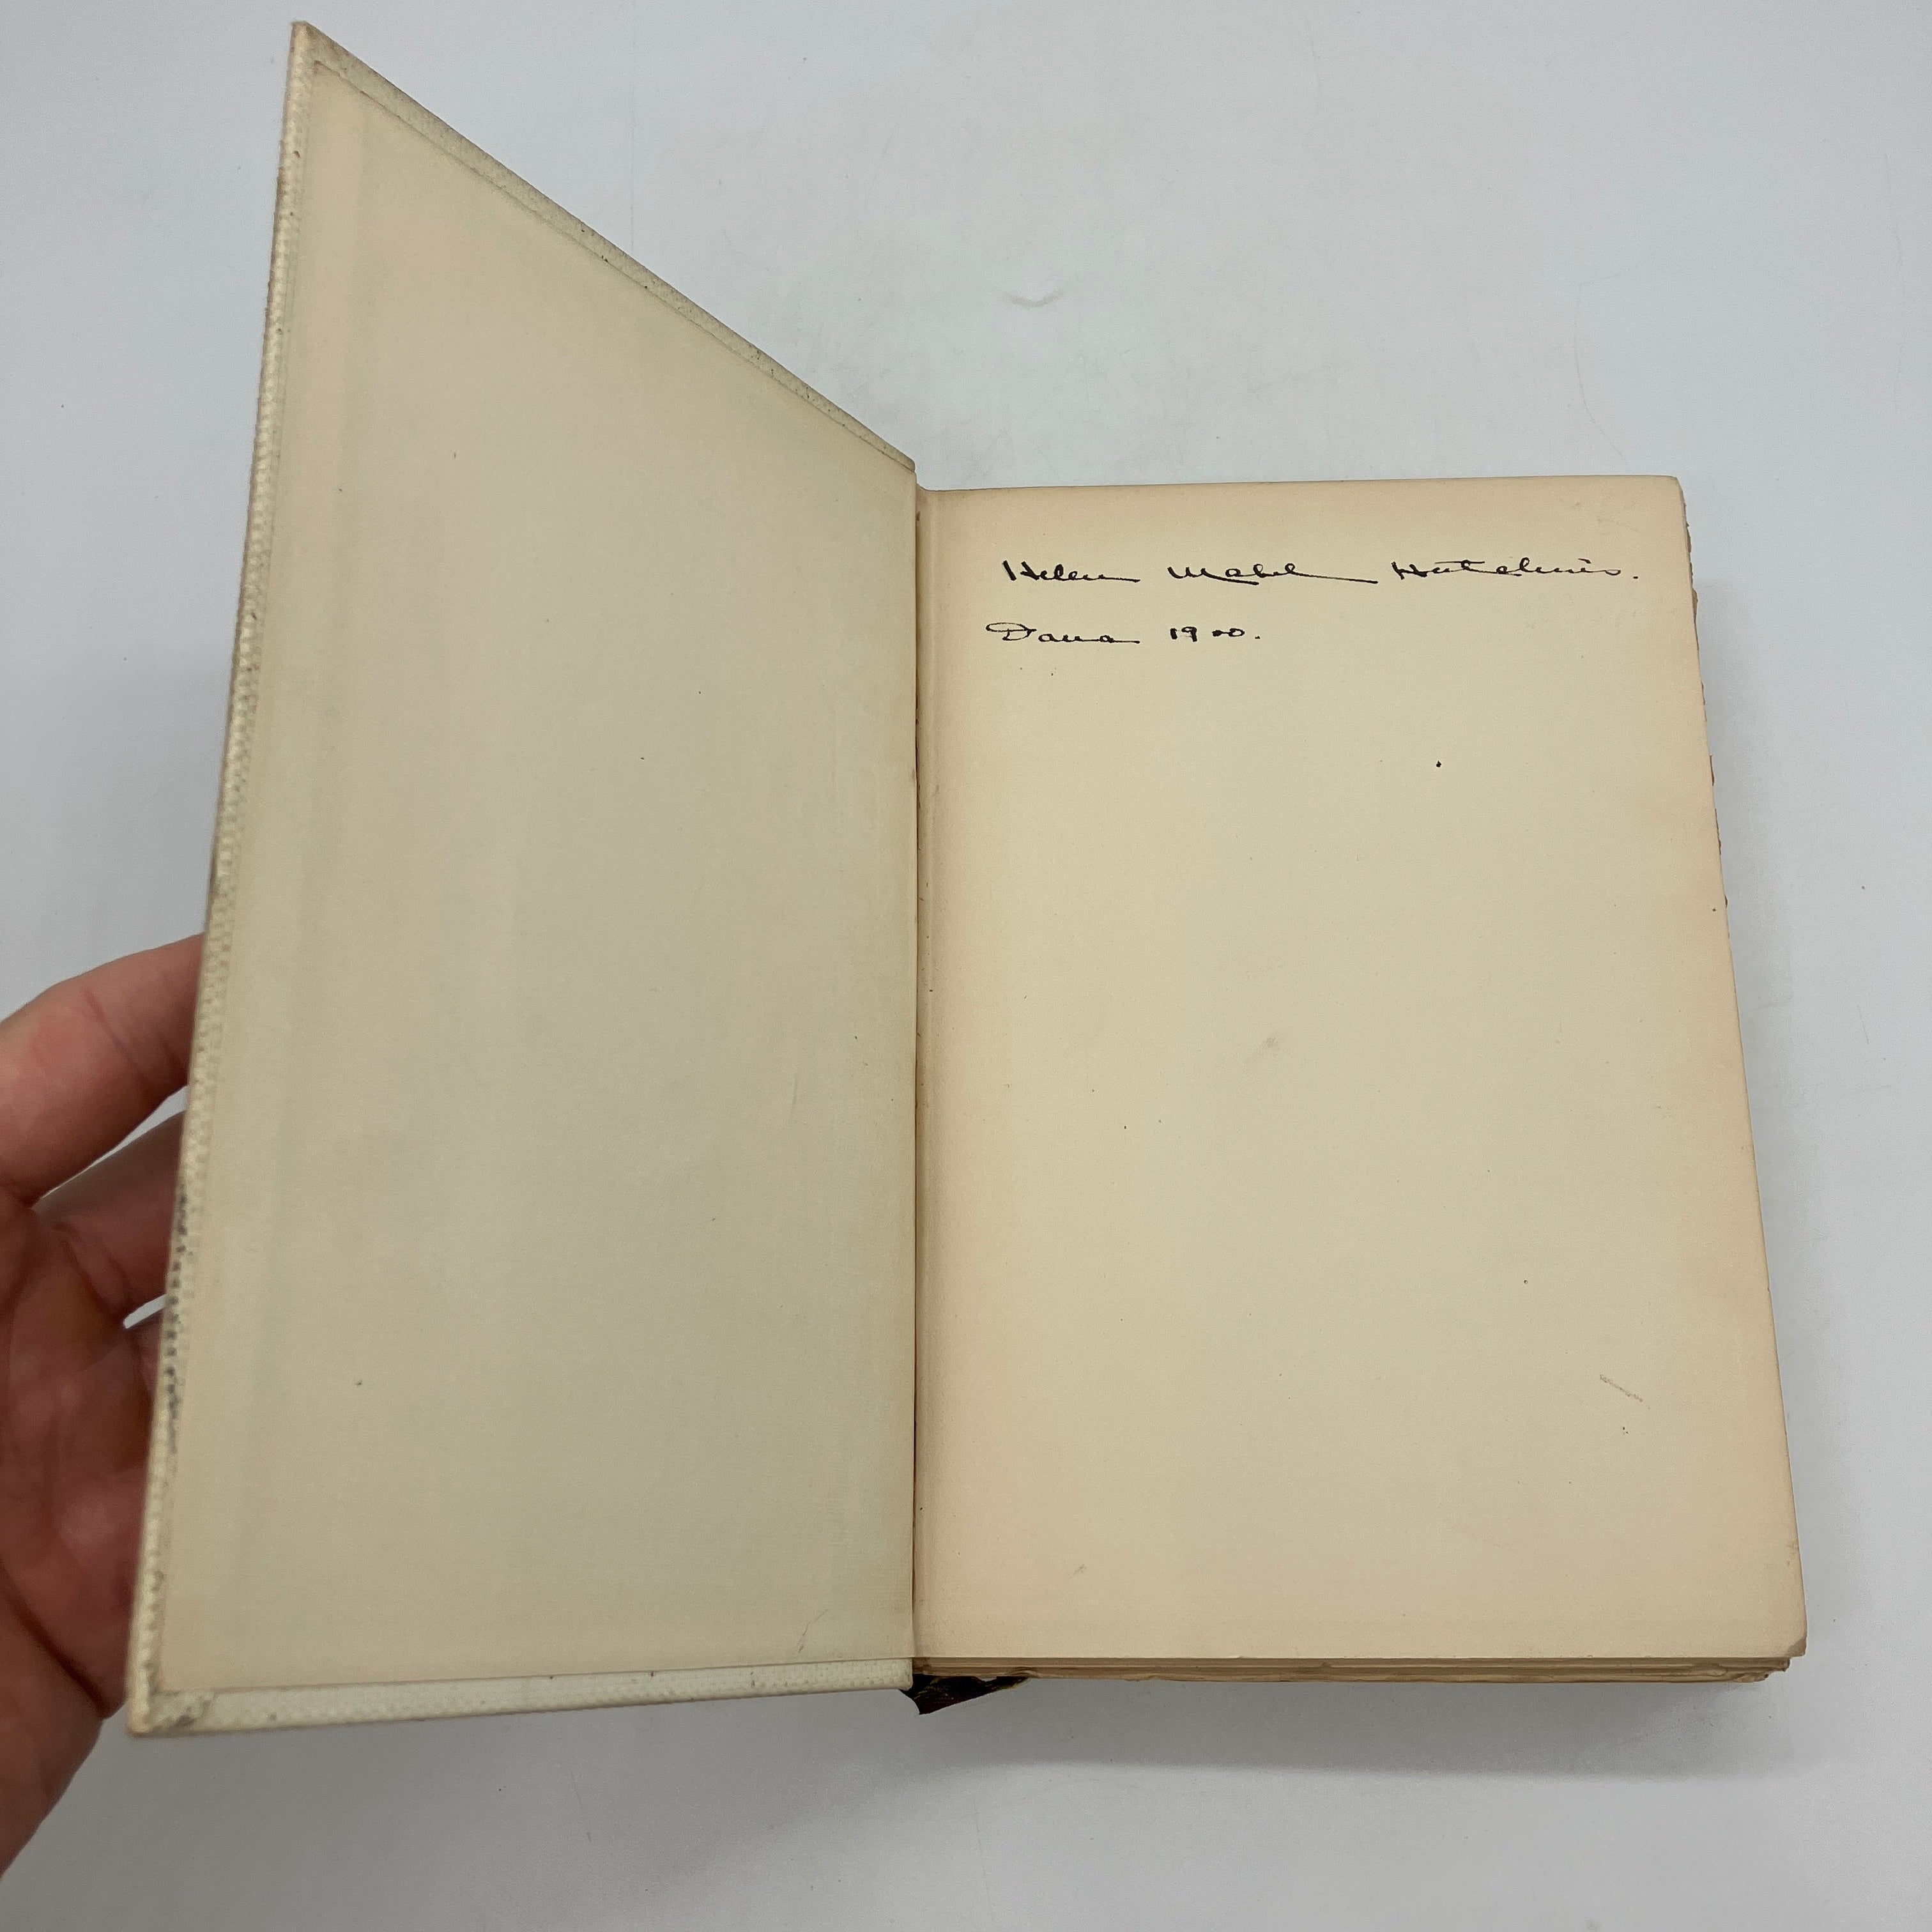 Helen Mabel Hutchins.
Dana 1900.